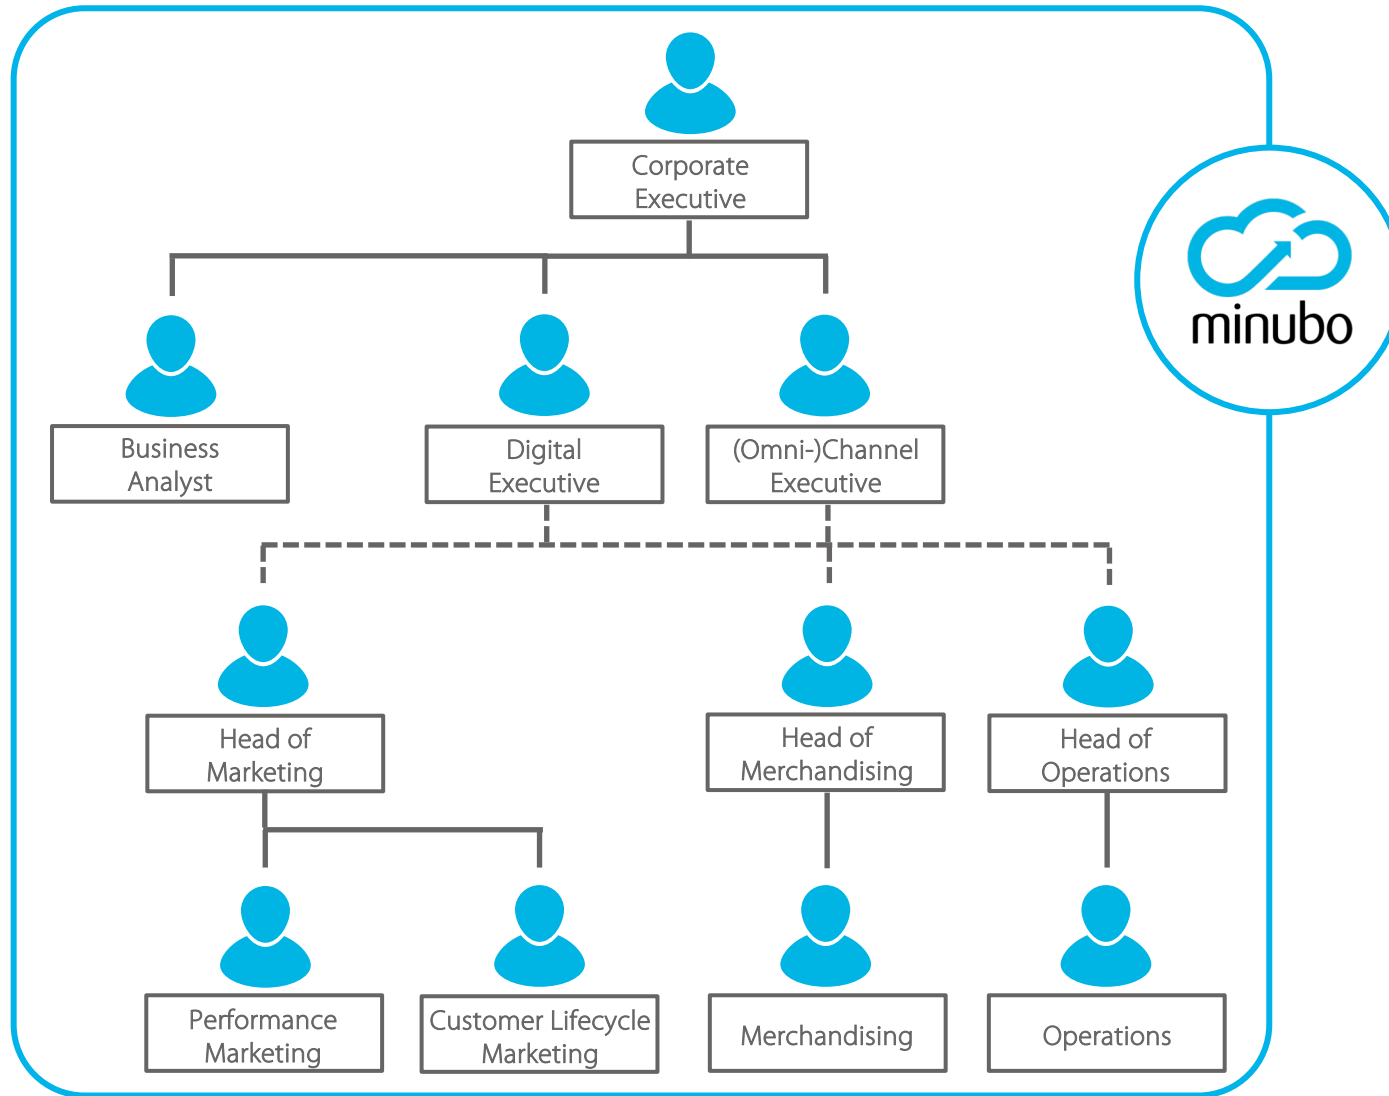 Corporate
Executive
minubo
Business
Analyst
Digital
Executive
(Omni-)Channel
Executive
Head of
Marketing
Head of
Merchandising
Head of
Operations
Performance
Marketing
Customer Lifecycle
Marketing
Merchandising
Operations